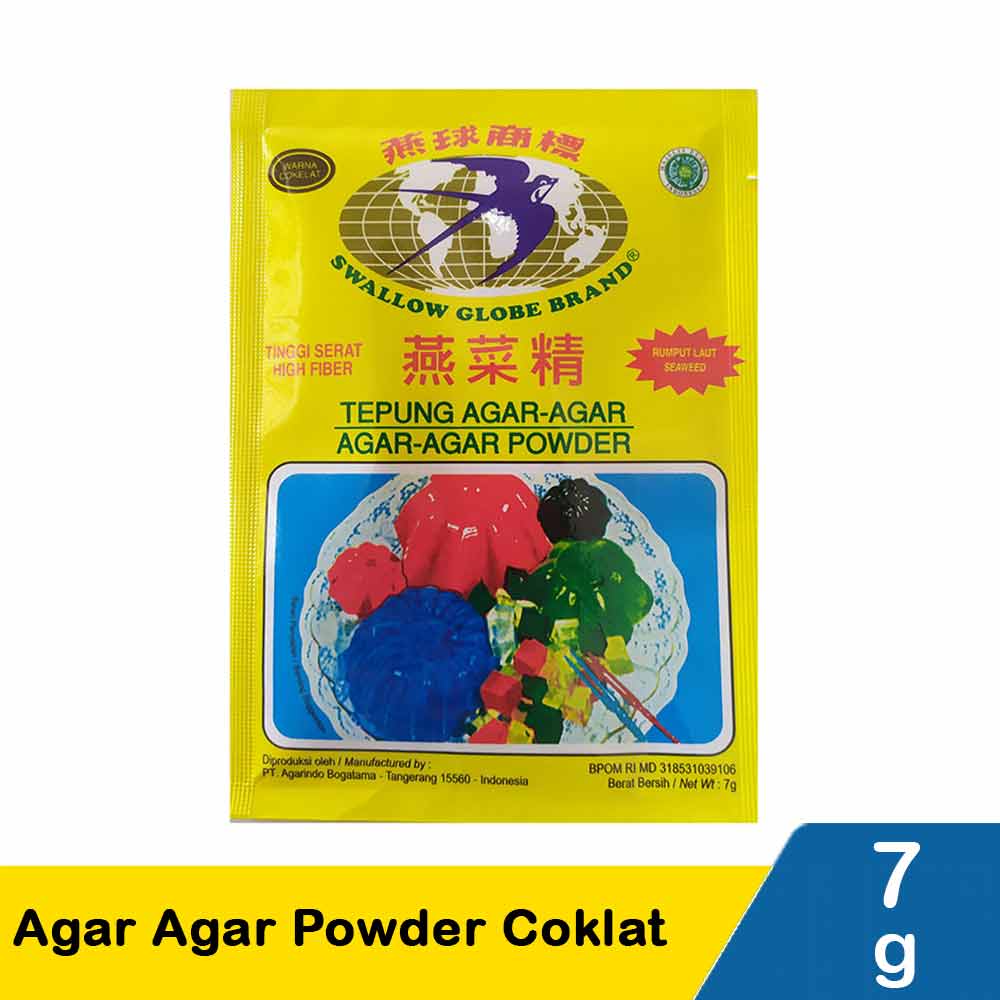 燕球商標
WARNA
COKELAT
SWALLOW GLOBE BRAND®
TINGGI SERAT
HIGH FIBER
燕菜精
RUMPUT LAUT
SEAWEED
TEPUNG AGAR-AGAR
AGAR-AGAR POWDER
Diproduksi oleh / Manufactured by :
PT. Agarindo Bogatama - Tangerang 15560 - Indonesia
BPOM RI MD 318531039106
Berat Bersih / Net Wt : 7g
Agar Agar Powder Coklat
7
g